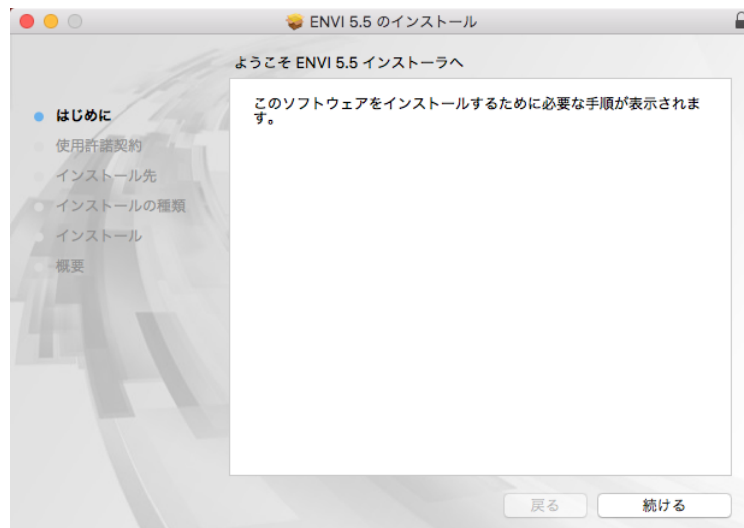 ENVI 5.5 のインストール
ようこそ ENVI 5.5 インストーラへ
はじめに
使用許諾契約
インストール先
インストールの種類
インストール
概要
このソフトウェアをインストールするために必要な手順が表示されま
す。
戻る
続ける